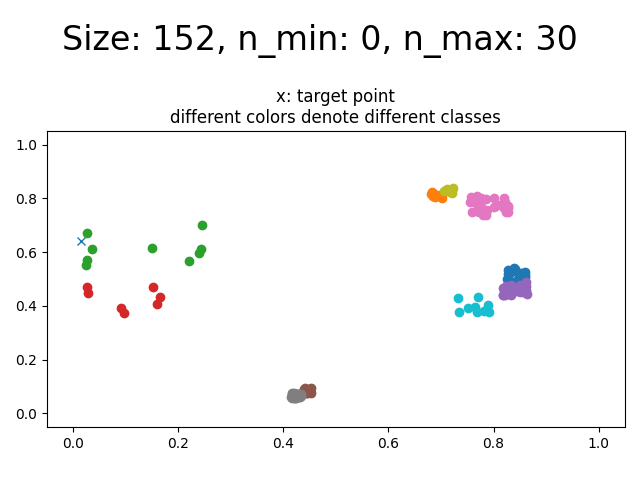 Size: 152, n_min: 0, n_max: 30
x: target point
different colors denote different classes
1.0
0.8
0.6
0.4
0.2
0.0
0.0 0.2 0.4 0.6 0.8 1.0